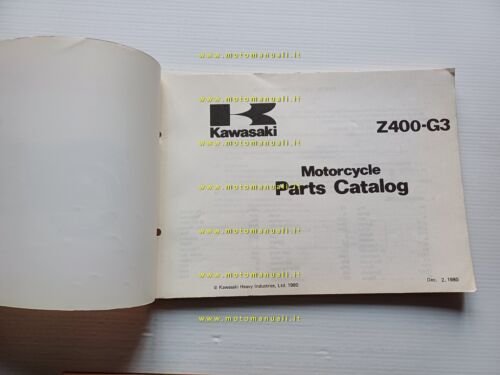 www.motomanuali.it
www.motomanuali.it
Kawasaki
Z400-G3
www.motomanuali.it
Motorcycle
Parts Catalog
www.motomanuali.it
www.motomanuali.it
© Kawasaki Heavy Industries, Ltd. 1980
Dec. 2, 1980
www.motomanuali.it
www.motomanuali.it